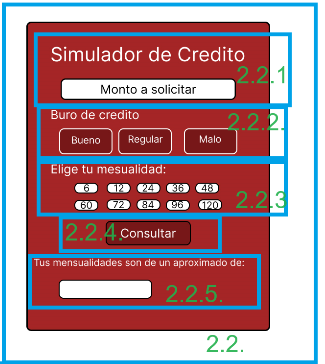 Simulador de Credito
2.2.1
Monto a solicitar
Buro de credito
2.2.2.
Bueno Regular Malo
Elige tu mesualidad:
6 12 24 36 48
2.2.3
60 72 84 96 120
2.2.4. Consultar
Tus mensualidades son de un aproximado de:
2.2.5.
2.2.